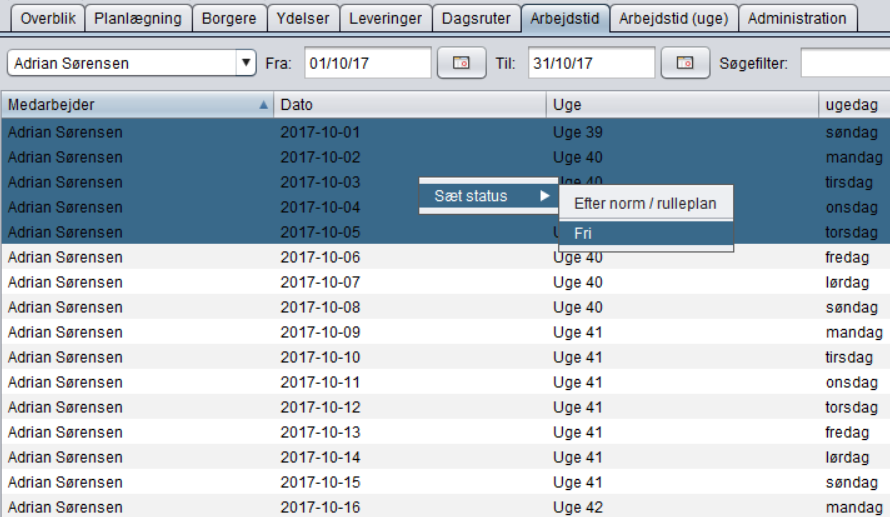 Overblik Planlægning Borgere Ydelser Leveringer Dagsruter Arbejdstid Arbejdstid (uge) Administration
Adrian Sørensen Fra: 01/10/17 Til: 31/10/17 Søgefilter:
Medarbejder Dato Uge ugedag
Adrian Sørensen 2017-10-01 Uge 39 søndag
Adrian Sørensen 2017-10-02 Uge 40 mandag
Adrian Sørensen 2017-10-03 Uge 40 tirsdag
Sæt status Efter norm / rulleplan
Adrian Sørensen 2017-10-04 onsdag
Fri
Adrian Sørensen 2017-10-05 torsdag
Adrian Sørensen 2017-10-06 Uge 40 fredag
Adrian Sørensen 2017-10-07 Uge 40 lørdag
Adrian Sørensen 2017-10-08 Uge 40 søndag
Adrian Sørensen 2017-10-09 Uge 41 mandag
Adrian Sørensen 2017-10-10 Uge 41 tirsdag
Adrian Sørensen 2017-10-11 Uge 41 onsdag
Adrian Sørensen 2017-10-12 Uge 41 torsdag
Adrian Sørensen 2017-10-13 Uge 41 fredag
Adrian Sørensen 2017-10-14 Uge 41 lørdag
Adrian Sørensen 2017-10-15 Uge 41 søndag
Adrian Sørensen 2017-10-16 Uge 42 mandag